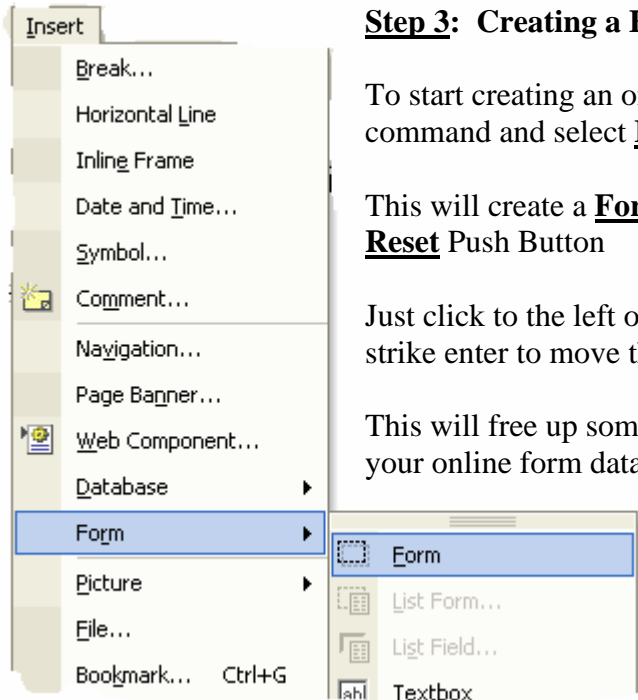 Insert
Break...
Horizontal Line
Inline Frame
Date and Time...
Symbol...
Comment...
Navigation...
Page Banner...
Web Component...
Database
Form
Picture
File...
Bookmark... Ctrl+G
Form
List Form...
List Field...
Textbox
Step 3: Creating a
To start creating an
command and select
This will create a
Reset Push Button
Just click to the left
strike enter to move
This will free up
your online form data